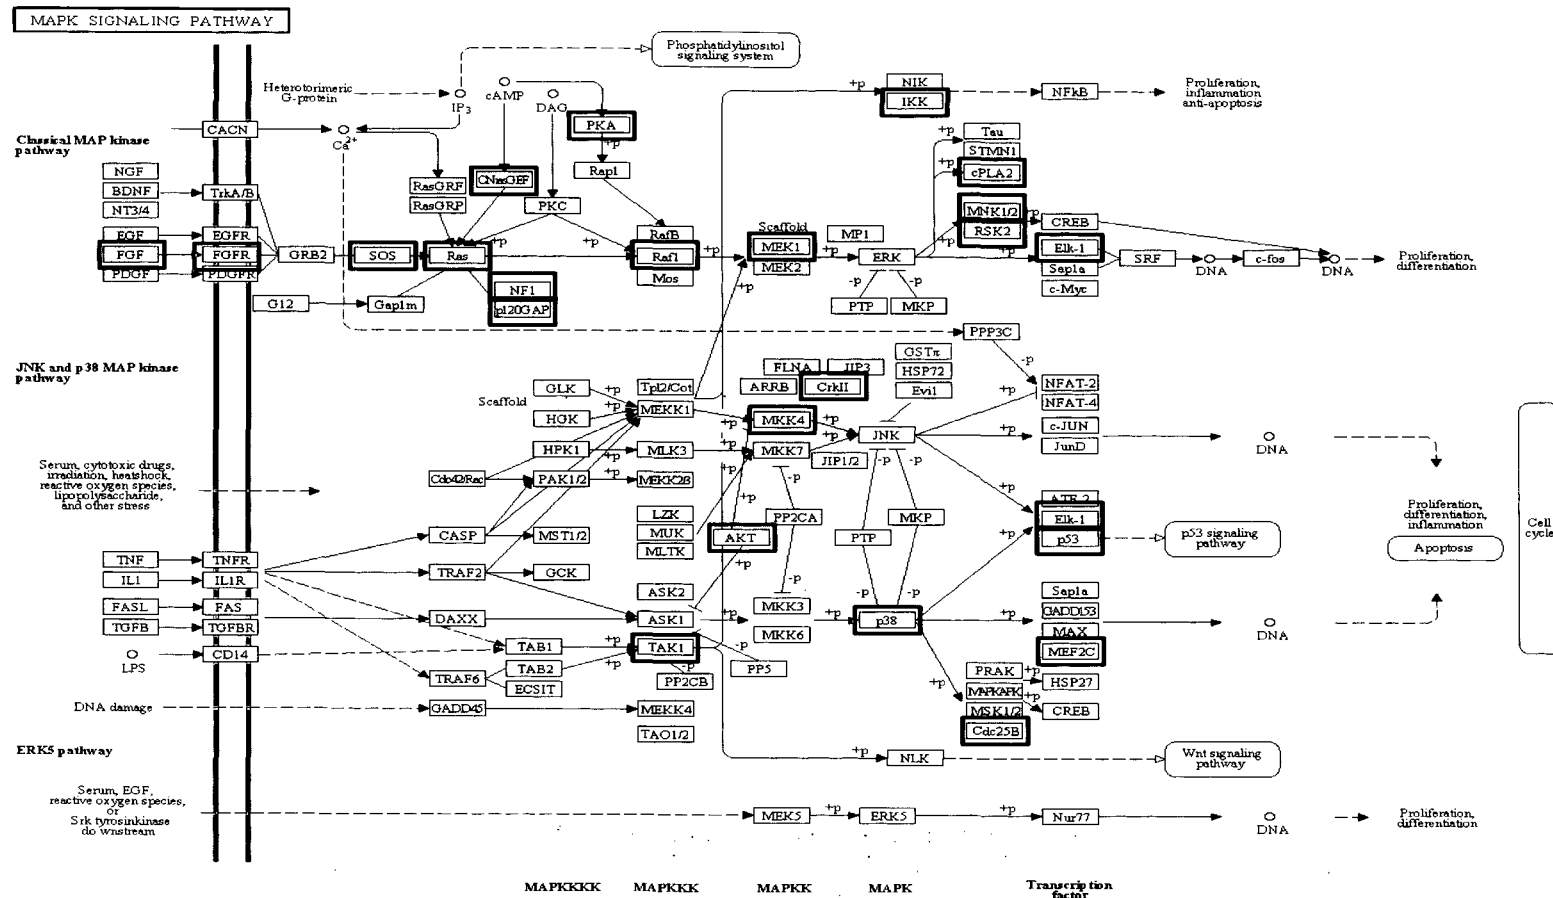 MAPK SIGNALING PATHWAY
Phosphatidylinositol
signaling system
Heterotorimeric
G-protein
IP3
cAMP
DAG
PKA
+p
NIK
IKK
NFkB
Proliferation,
inflammation
anti-apoptosis
CACN
Ca2+
Classical MAP kinase
pathway
+p
Rap1
+p
Tau
STMN1
+p
cPLA2
NGF
BDNF
NT3/4
TrkA/B
RasGRF
RasGRP
CNrasGEF
PKC
MNK1/2
RSK2
+p
+p
CREB
EGF
FGF
PDGF
EGFR
FGFR
PDGFR
GRB2
SOS
Ras
+p
+p
RafB
Raf1
Mos
+p
Scaffold
MEK1
MEK2
+p
MP1
ERK
+p
Elk-1
Sap1a
c-Myc
SRF
DNA
c-fos
DNA
Proliferation,
differentiation
G12
Gap1m
NF1
p120GAP
+p
-p
-p
PTP
MKP
PPP3C
-p
JNK and p38 MAP kinase
pathway
FLNA
JIP3
ARRB
CrkII
GSTπ
HSP72
Evi1
NFAT-2
NFAT-4
Scaffold
GLK
HGK
+p
+p
Tpl2/Cot
MEKK1
+p
MKK4
+p
JNK
+p
c-JUN
JunD
DNA
HPK1
+p
MLK3
+p
MKK7
+p
JIP1/2
Serum, cytotoxic drugs,
irradiation, heatshock,
reactive oxygen species,
lipopolysaccharide,
and other stress
Cdc42/Rac
PAK1/2
+p
MEKK2/3
-p
-p
-p
+p
+p
LZK
MUK
MLTK
PP2CA
AKT
+p
PTP
MKP
+p
+p
ATF-2
Elk-1
p53
p53 signaling
pathway
Proliferation,
differentiation,
inflammation
Apoptosis
Cell
cycle
CASP
MST1/2
TNF
IL1
TNFR
IL1R
TRAF2
GCK
-p
-p
-p
FASL
TGFB
FAS
TGFBR
DAXX
ASK2
ASK1
+p
MKK3
MKK6
+p
p38
+p
Sap1a
GADD153
MAX
MEF2C
DNA
LPS
CD14
TAB1
+p
TAK1
-p
-p
PP5
PP2CB
TRAF6
TAB2
ECSIT
+p
+p
PRAK
MAPKAPK
MSK1/2
Cdc25B
+p
+p
HSP27
CREB
DNA damage
GADD45
MEKK4
TAO1/2
ERK5 pathway
+p
NLK
Wnt signaling
pathway
Serum, EGF,
reactive oxygen species,
or
Srk tyrosinkinase
do wnstream
MEK5
+p
ERK5
+p
Nur77
DNA
Proliferation,
differentiation
MAPKKKK
MAPKKK
MAPKK
MAPK
Transcription
factor